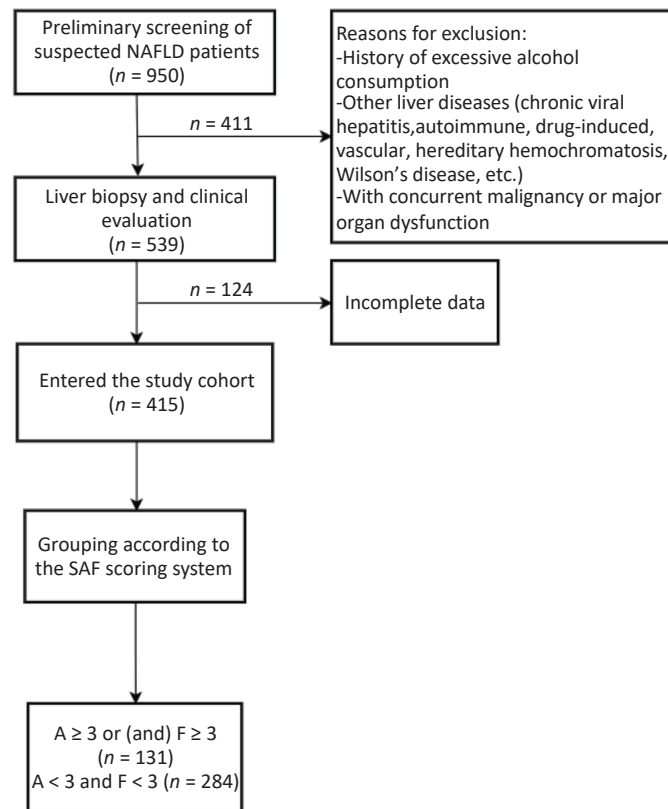 Preliminary screening of
suspected NAFLD patients
(n = 950)
n = 411
Reasons for exclusion:
-History of excessive alcohol
consumption
-Other liver diseases (chronic viral
hepatitis,autoimmune, drug-induced,
vascular, hereditary hemochromatosis,
Wilson’s disease, etc.)
-With concurrent malignancy or major
organ dysfunction
Liver biopsy and clinical
evaluation
(n = 539)
n = 124
Incomplete data
Entered the study cohort
(n = 415)
Grouping according to
the SAF scoring system
A ≥ 3 or (and) F ≥ 3
(n = 131)
A < 3 and F < 3 (n = 284)